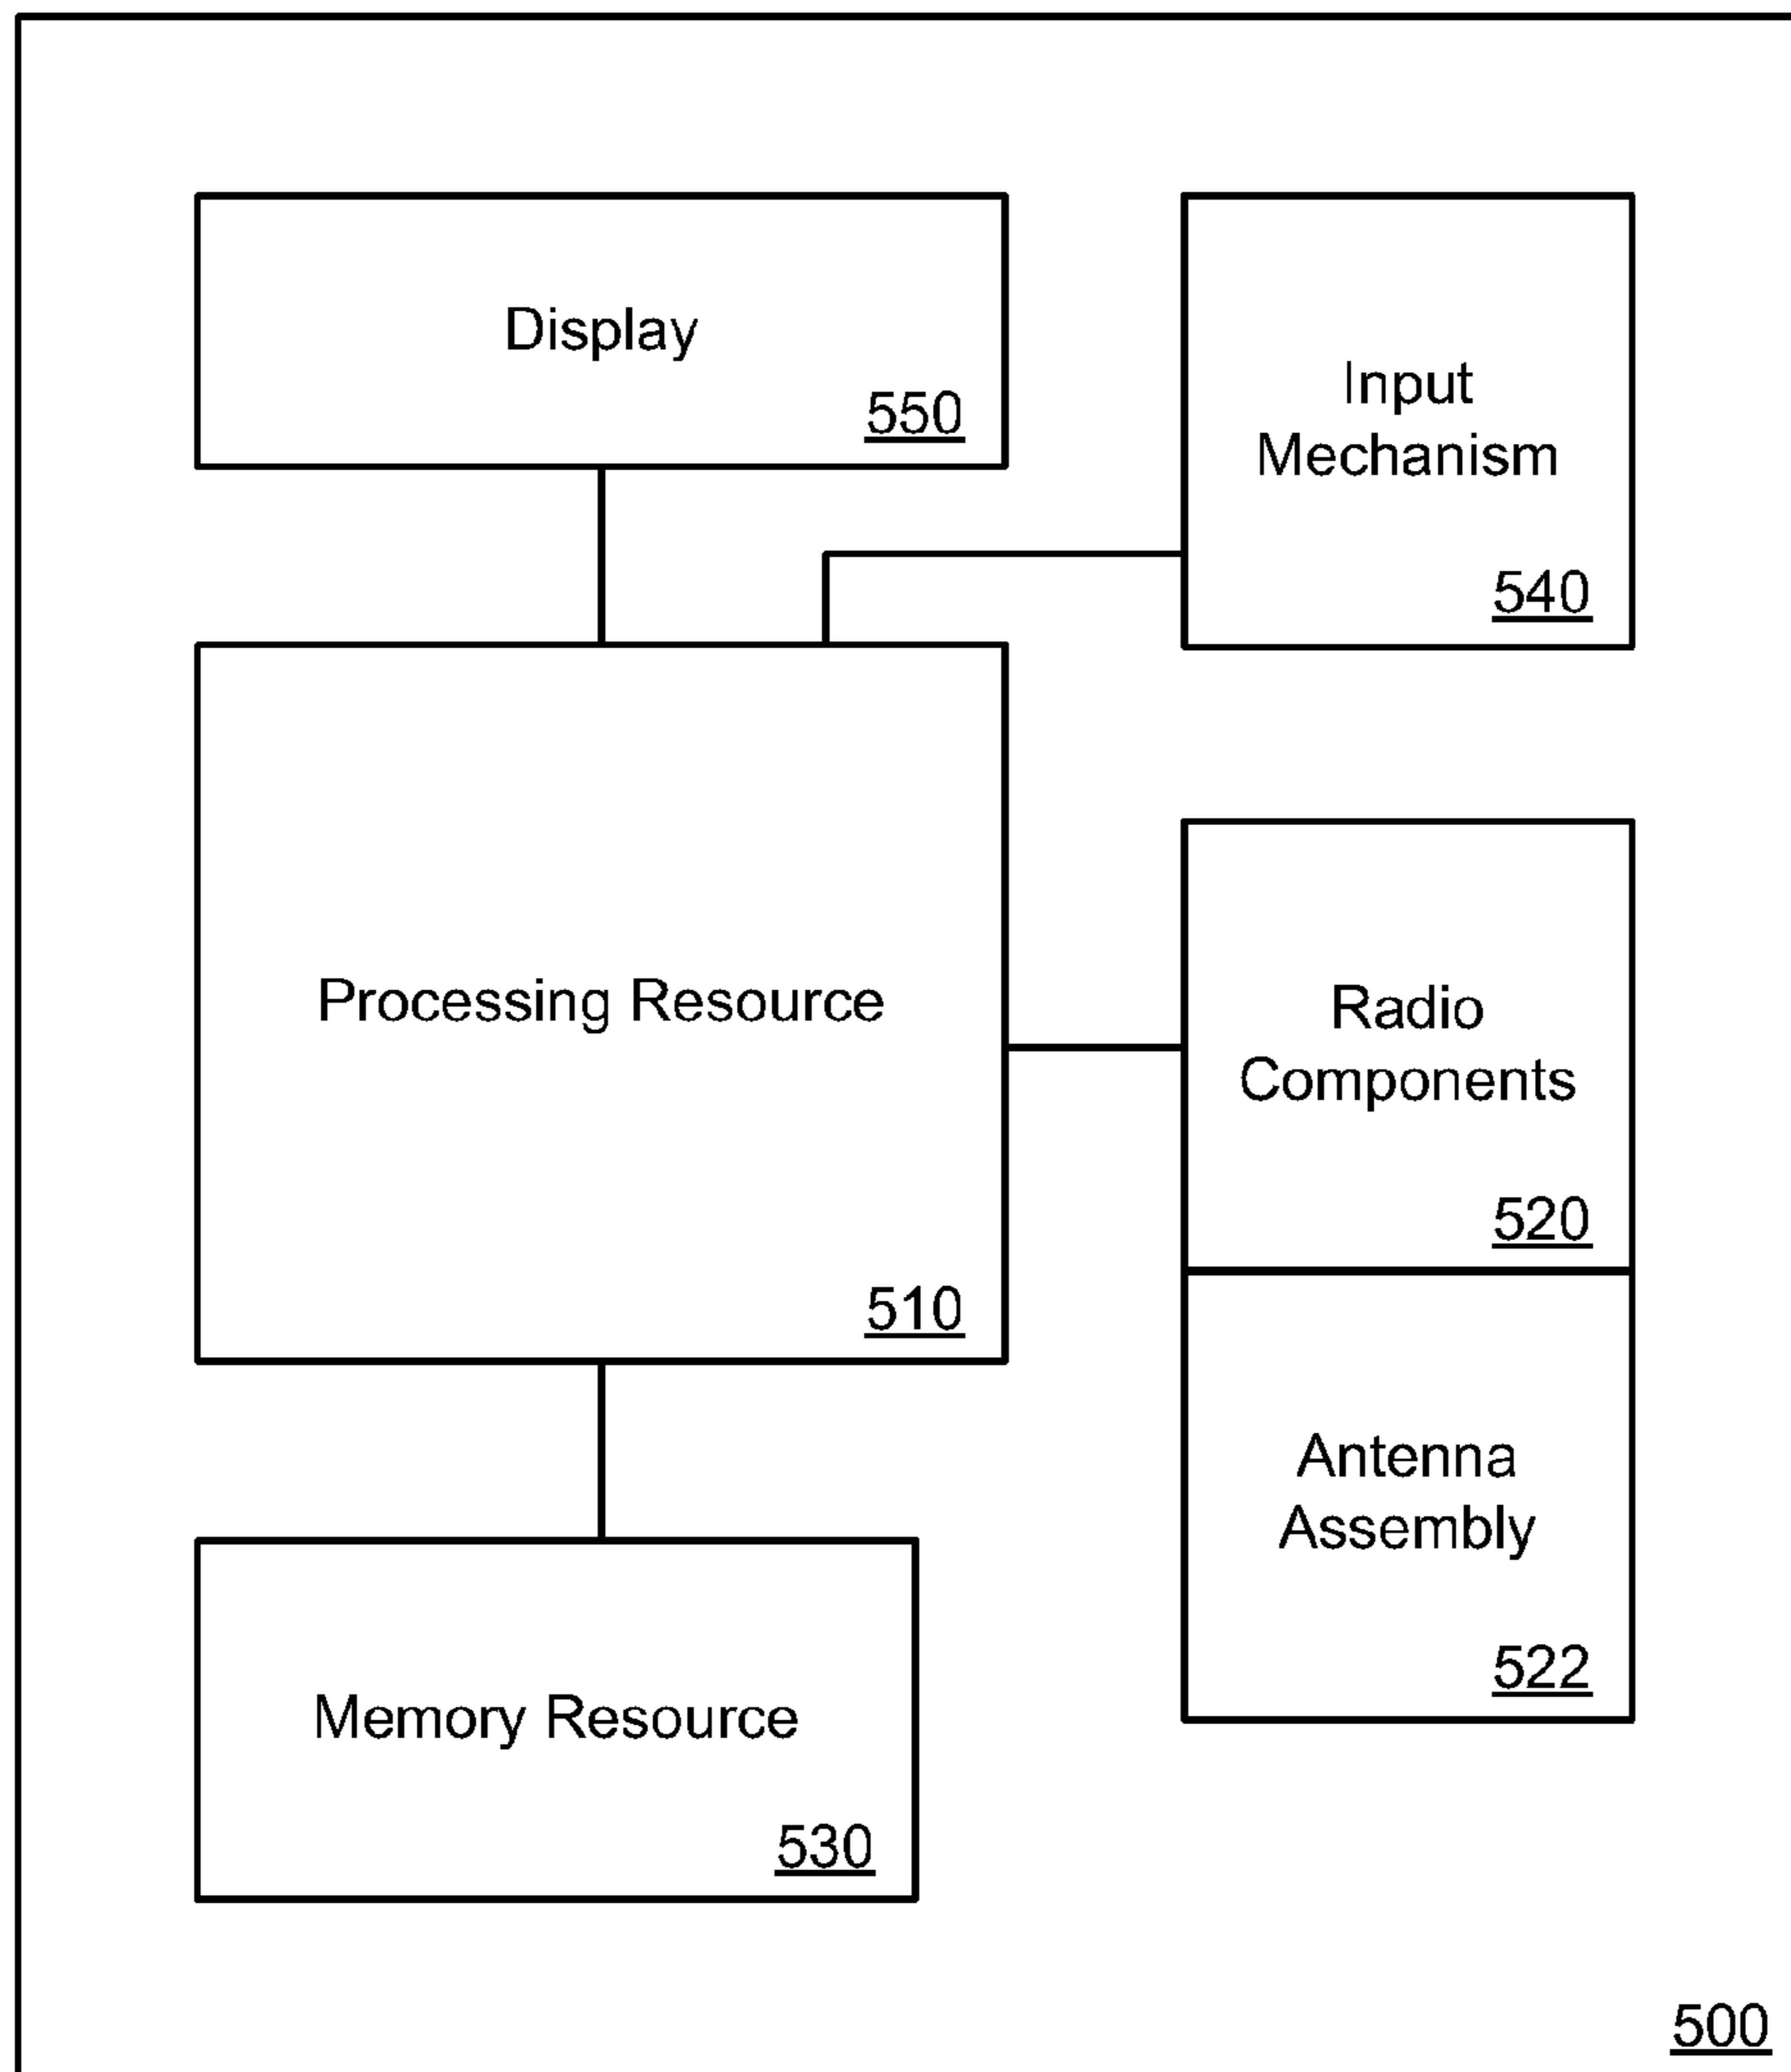 Display
550
Input
Mechanism
540
Processing Resource
510
Radio
Components
520
Antenna
Assembly
522
Memory Resource
530
500